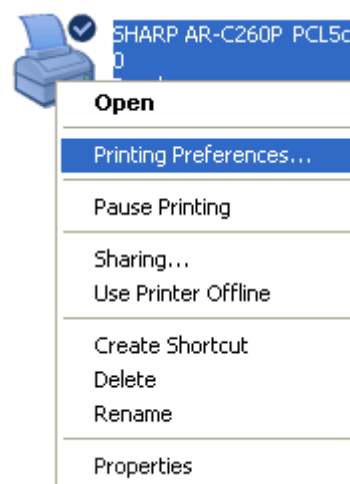 SHARP AR-C260P PCL5c
0
Open
Printing Preferences...
Pause Printing
Sharing...
Use Printer Offline
Create Shortcut
Delete
Rename
Properties